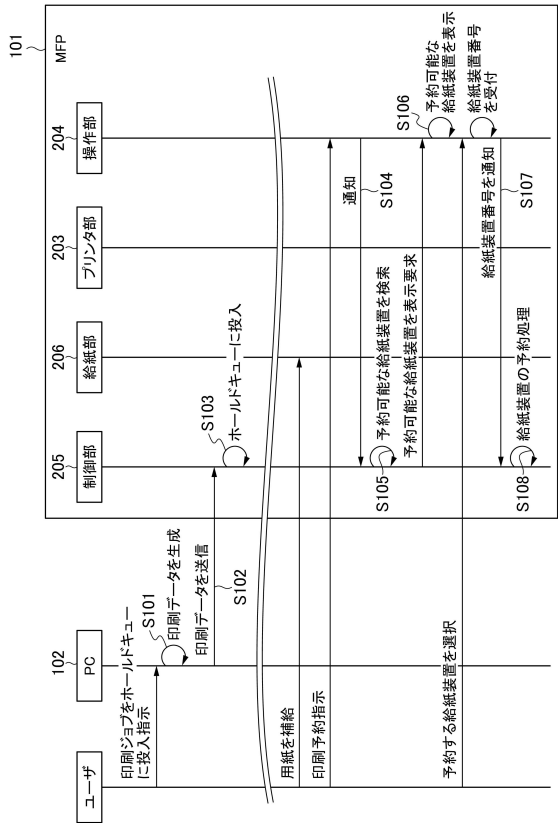 101
MFP
ユーザ
102
PC
205
制御部
206
給紙部
203
プリンタ部
204
操作部
印刷ジョブをホールドキュー
に投入指示
S101
印刷データを生成
印刷データを送信
S102
S103
ホールドキューに投入
用紙を補給
印刷予約指示
通知
S104
S105
予約可能な給紙装置を検索
予約可能な給紙装置を表示要求
S106
予約可能な
給紙装置を表示
予約する給紙装置を選択
給紙装置番号
を受付
給紙装置番号を通知
S107
S108
給紙装置の予約処理